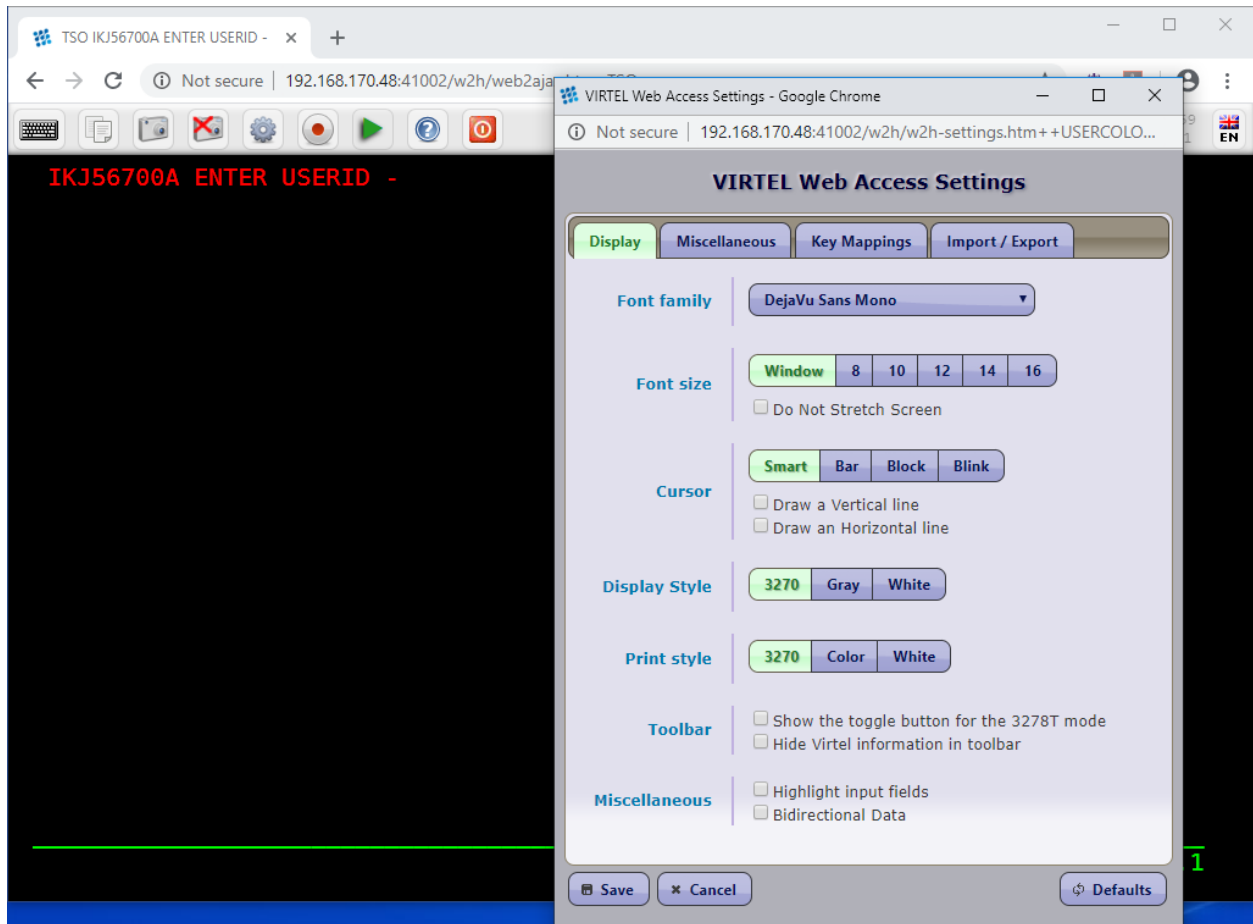 TSO IKJ56700A ENTER USERID -
Not secure | 192.168.170.48:41002/w2h/web2aja
EN
IKJ56700A ENTER USERID -
VIRTEL Web Access Settings - Google Chrome
Not secure | 192.168.170.48:41002/w2h/w2h-settings.htm++USERCOLO...
VIRTEL Web Access Settings
Display Miscellaneous Key Mappings Import / Export
Font family DejaVu Sans Mono
Font size Window 8 10 12 14 16
Do Not Stretch Screen
Cursor Smart Bar Block Blink
Draw a Vertical line
Draw an Horizontal line
Display Style 3270 Gray White
Print style 3270 Color White
Toolbar Show the toggle button for the 3278T mode
Hide Virtel information in toolbar
Miscellaneous Highlight input fields
Bidirectional Data
Save Cancel Defaults